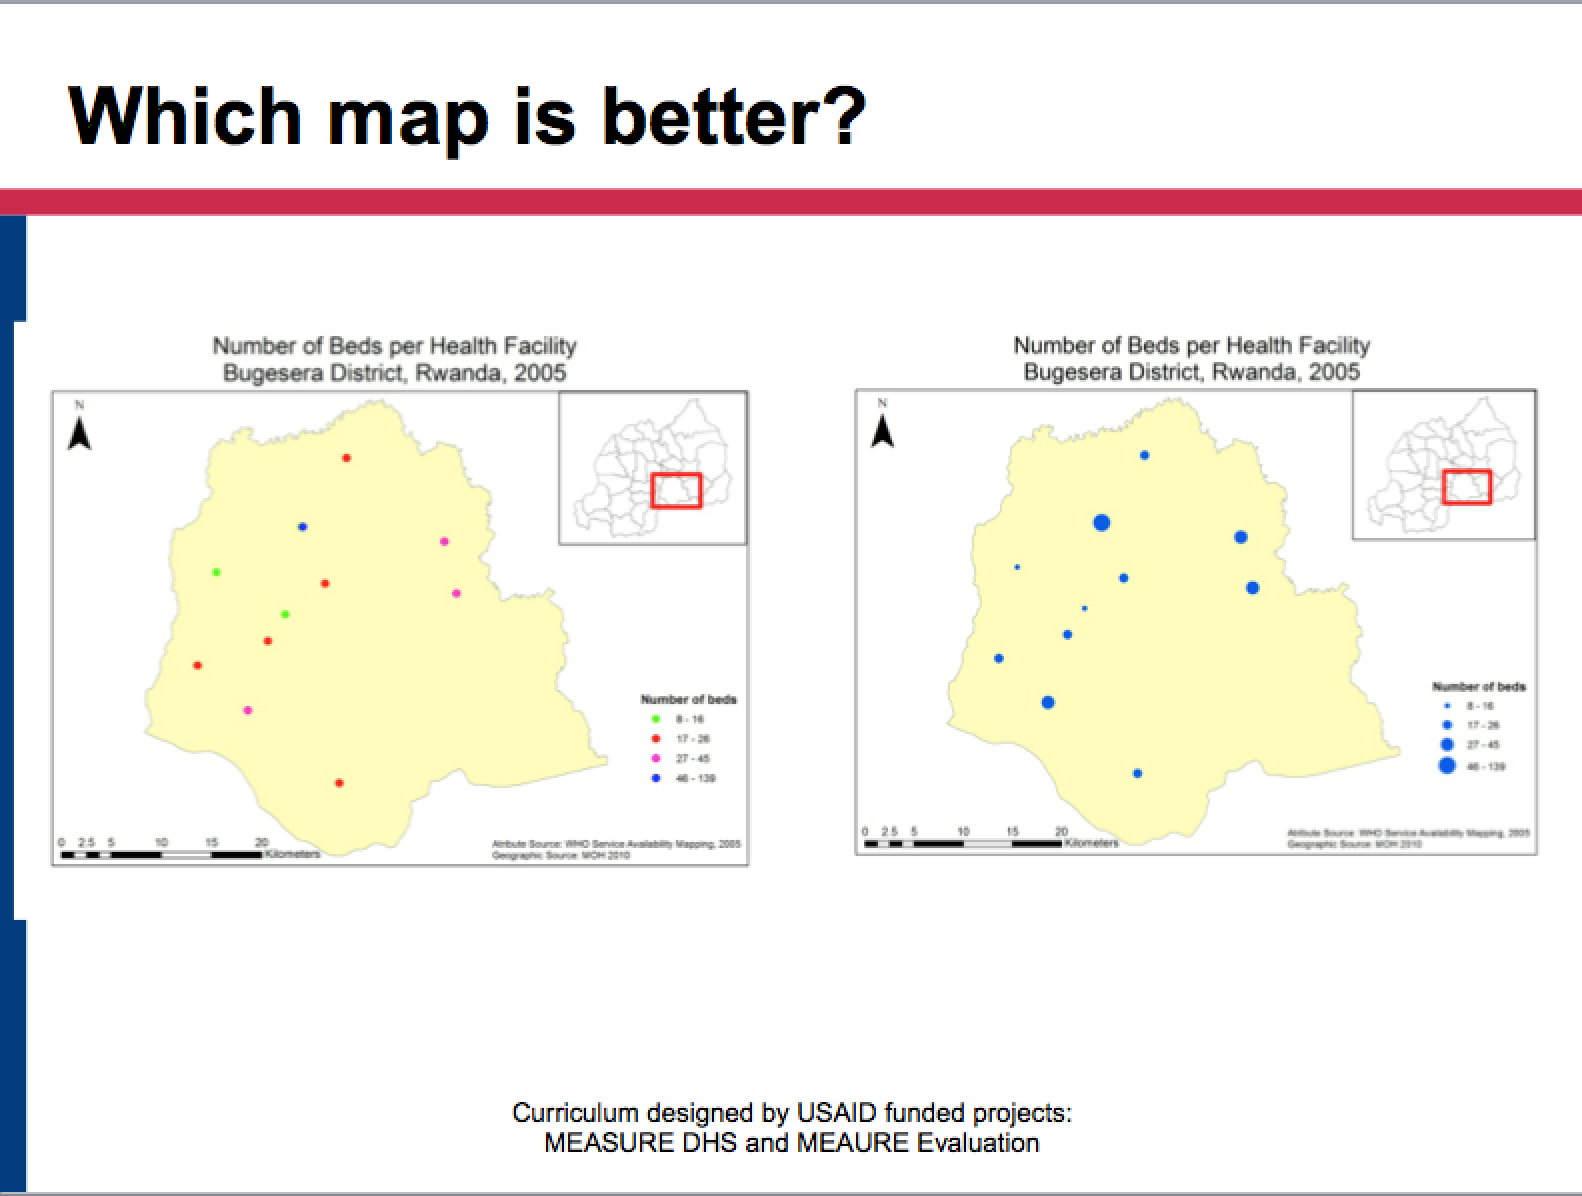 Which map is better?
Number of Beds per Health Facility
Bugesera District, Rwanda, 2005
N
Number of beds
8 - 16
17 - 26
27 - 45
46 - 139
0 2.5 5 10 15 20
Kilometers
Atribute Source: WHO Service Availability Mapping, 2005
Geographic Source: MOH 2010
Number of Beds per Health Facility
Bugesera District, Rwanda, 2005
N
Number of beds
8 - 16
17 - 26
27 - 45
46 - 139
0 2.5 5 10 15 20
Kilometers
Atribute Source: WHO Service Availability Mapping, 2005
Geographic Source: MOH 2010
Curriculum designed by USAID funded projects:
MEASURE DHS and MEAURE Evaluation